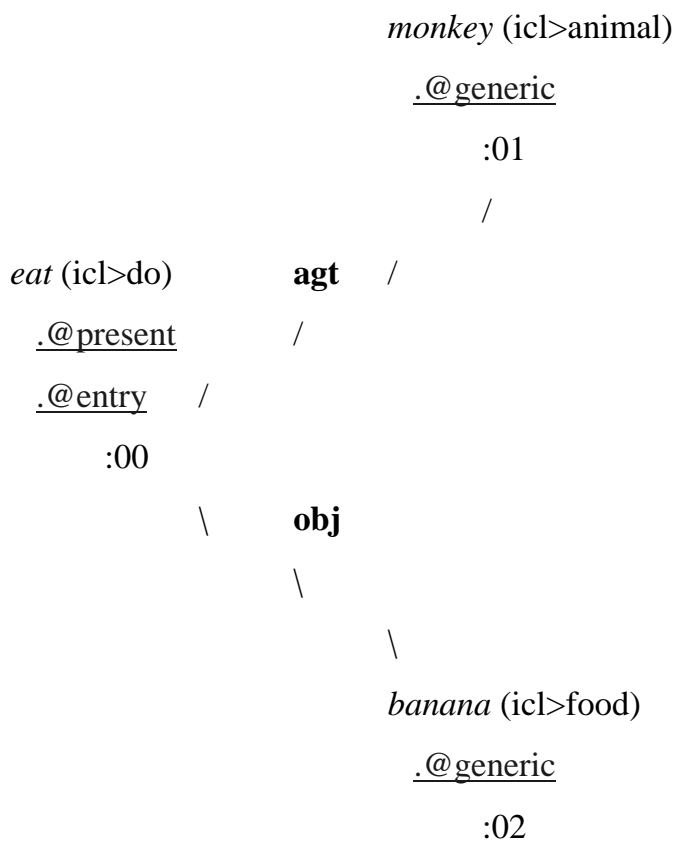 monkey (icl>animal)
.@generic
:01
/
eat (icl>do) agt /
.@present /
.@entry /
:00
\ obj
\
\
banana (icl>food)
.@generic
:02